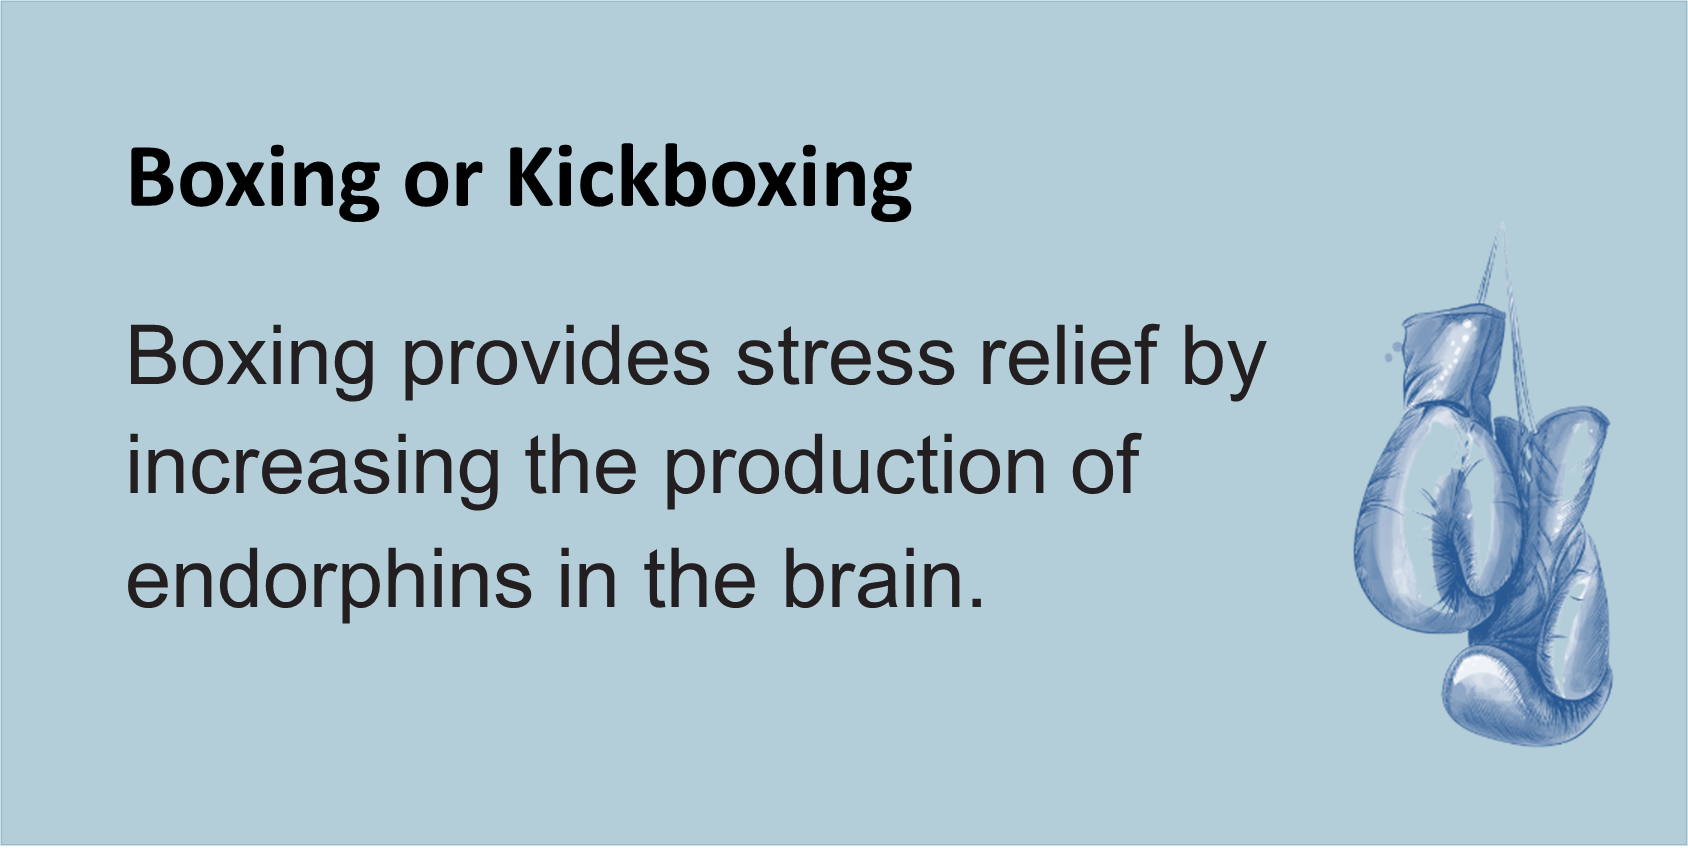 Boxing or Kickboxing
Boxing provides stress relief by
increasing the production of
endorphins in the brain.